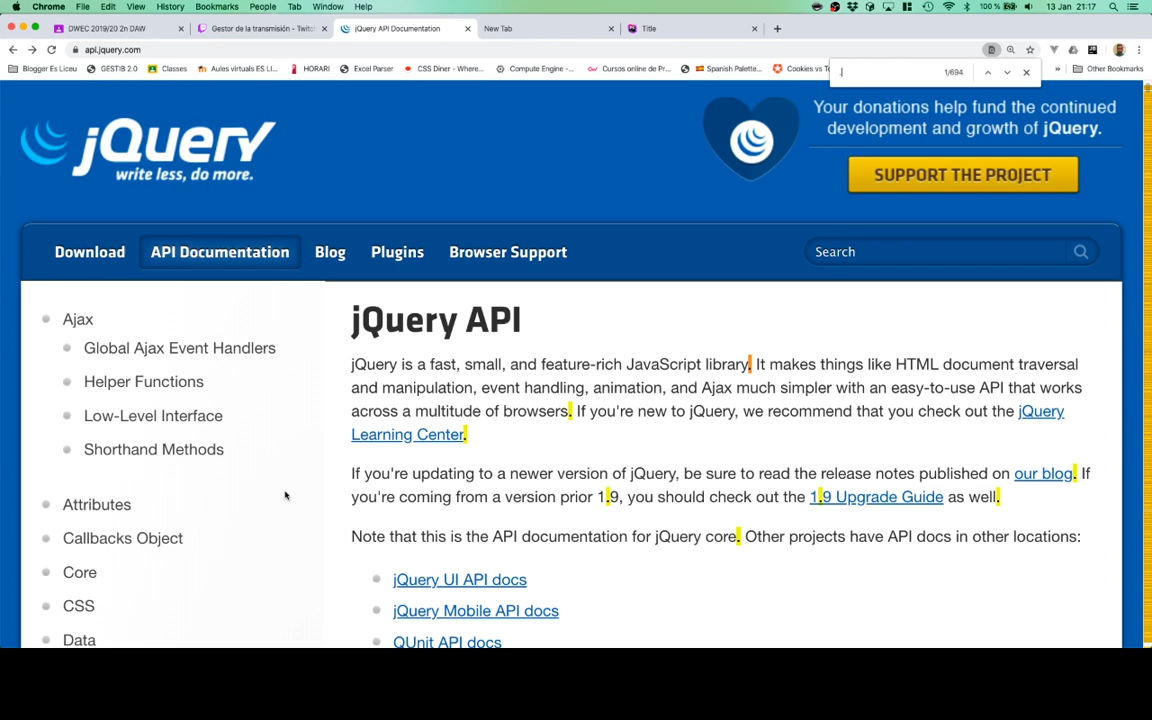 Chrome File Edit View History Bookmarks People Tab Window Help 100 % 13 Jan 21:17
DWEC 2019/20 2n DAW Gestor de la transmisión - Twitc jQuery API Documentation New Tab Title
api.jquery.com
Blogger Es Liceu GESTIB 2.0 Classes Aules virtuals ES LI... HORARI Excel Parser CSS Diner - Where... Compute Engine -... Cursos online de Pr... Spanish Palette... Cookies vs T » Other Bookmarks
. 1/694
jQuery
write less, do more.
Your donations help fund the continued
development and growth of jQuery.
SUPPORT THE PROJECT
Download API Documentation Blog Plugins Browser Support Search
Ajax
Global Ajax Event Handlers
Helper Functions
Low-Level Interface
Shorthand Methods
Attributes
Callbacks Object
Core
CSS
Data
jQuery API
jQuery is a fast, small, and feature-rich JavaScript library. It makes things like HTML document traversal
and manipulation, event handling, animation, and Ajax much simpler with an easy-to-use API that works
across a multitude of browsers. If you're new to jQuery, we recommend that you check out the jQuery
Learning Center.
If you're updating to a newer version of jQuery, be sure to read the release notes published on our blog. If
you're coming from a version prior 1.9, you should check out the 1.9 Upgrade Guide as well.
Note that this is the API documentation for jQuery core. Other projects have API docs in other locations:
jQuery UI API docs
jQuery Mobile API docs
QUnit API docs